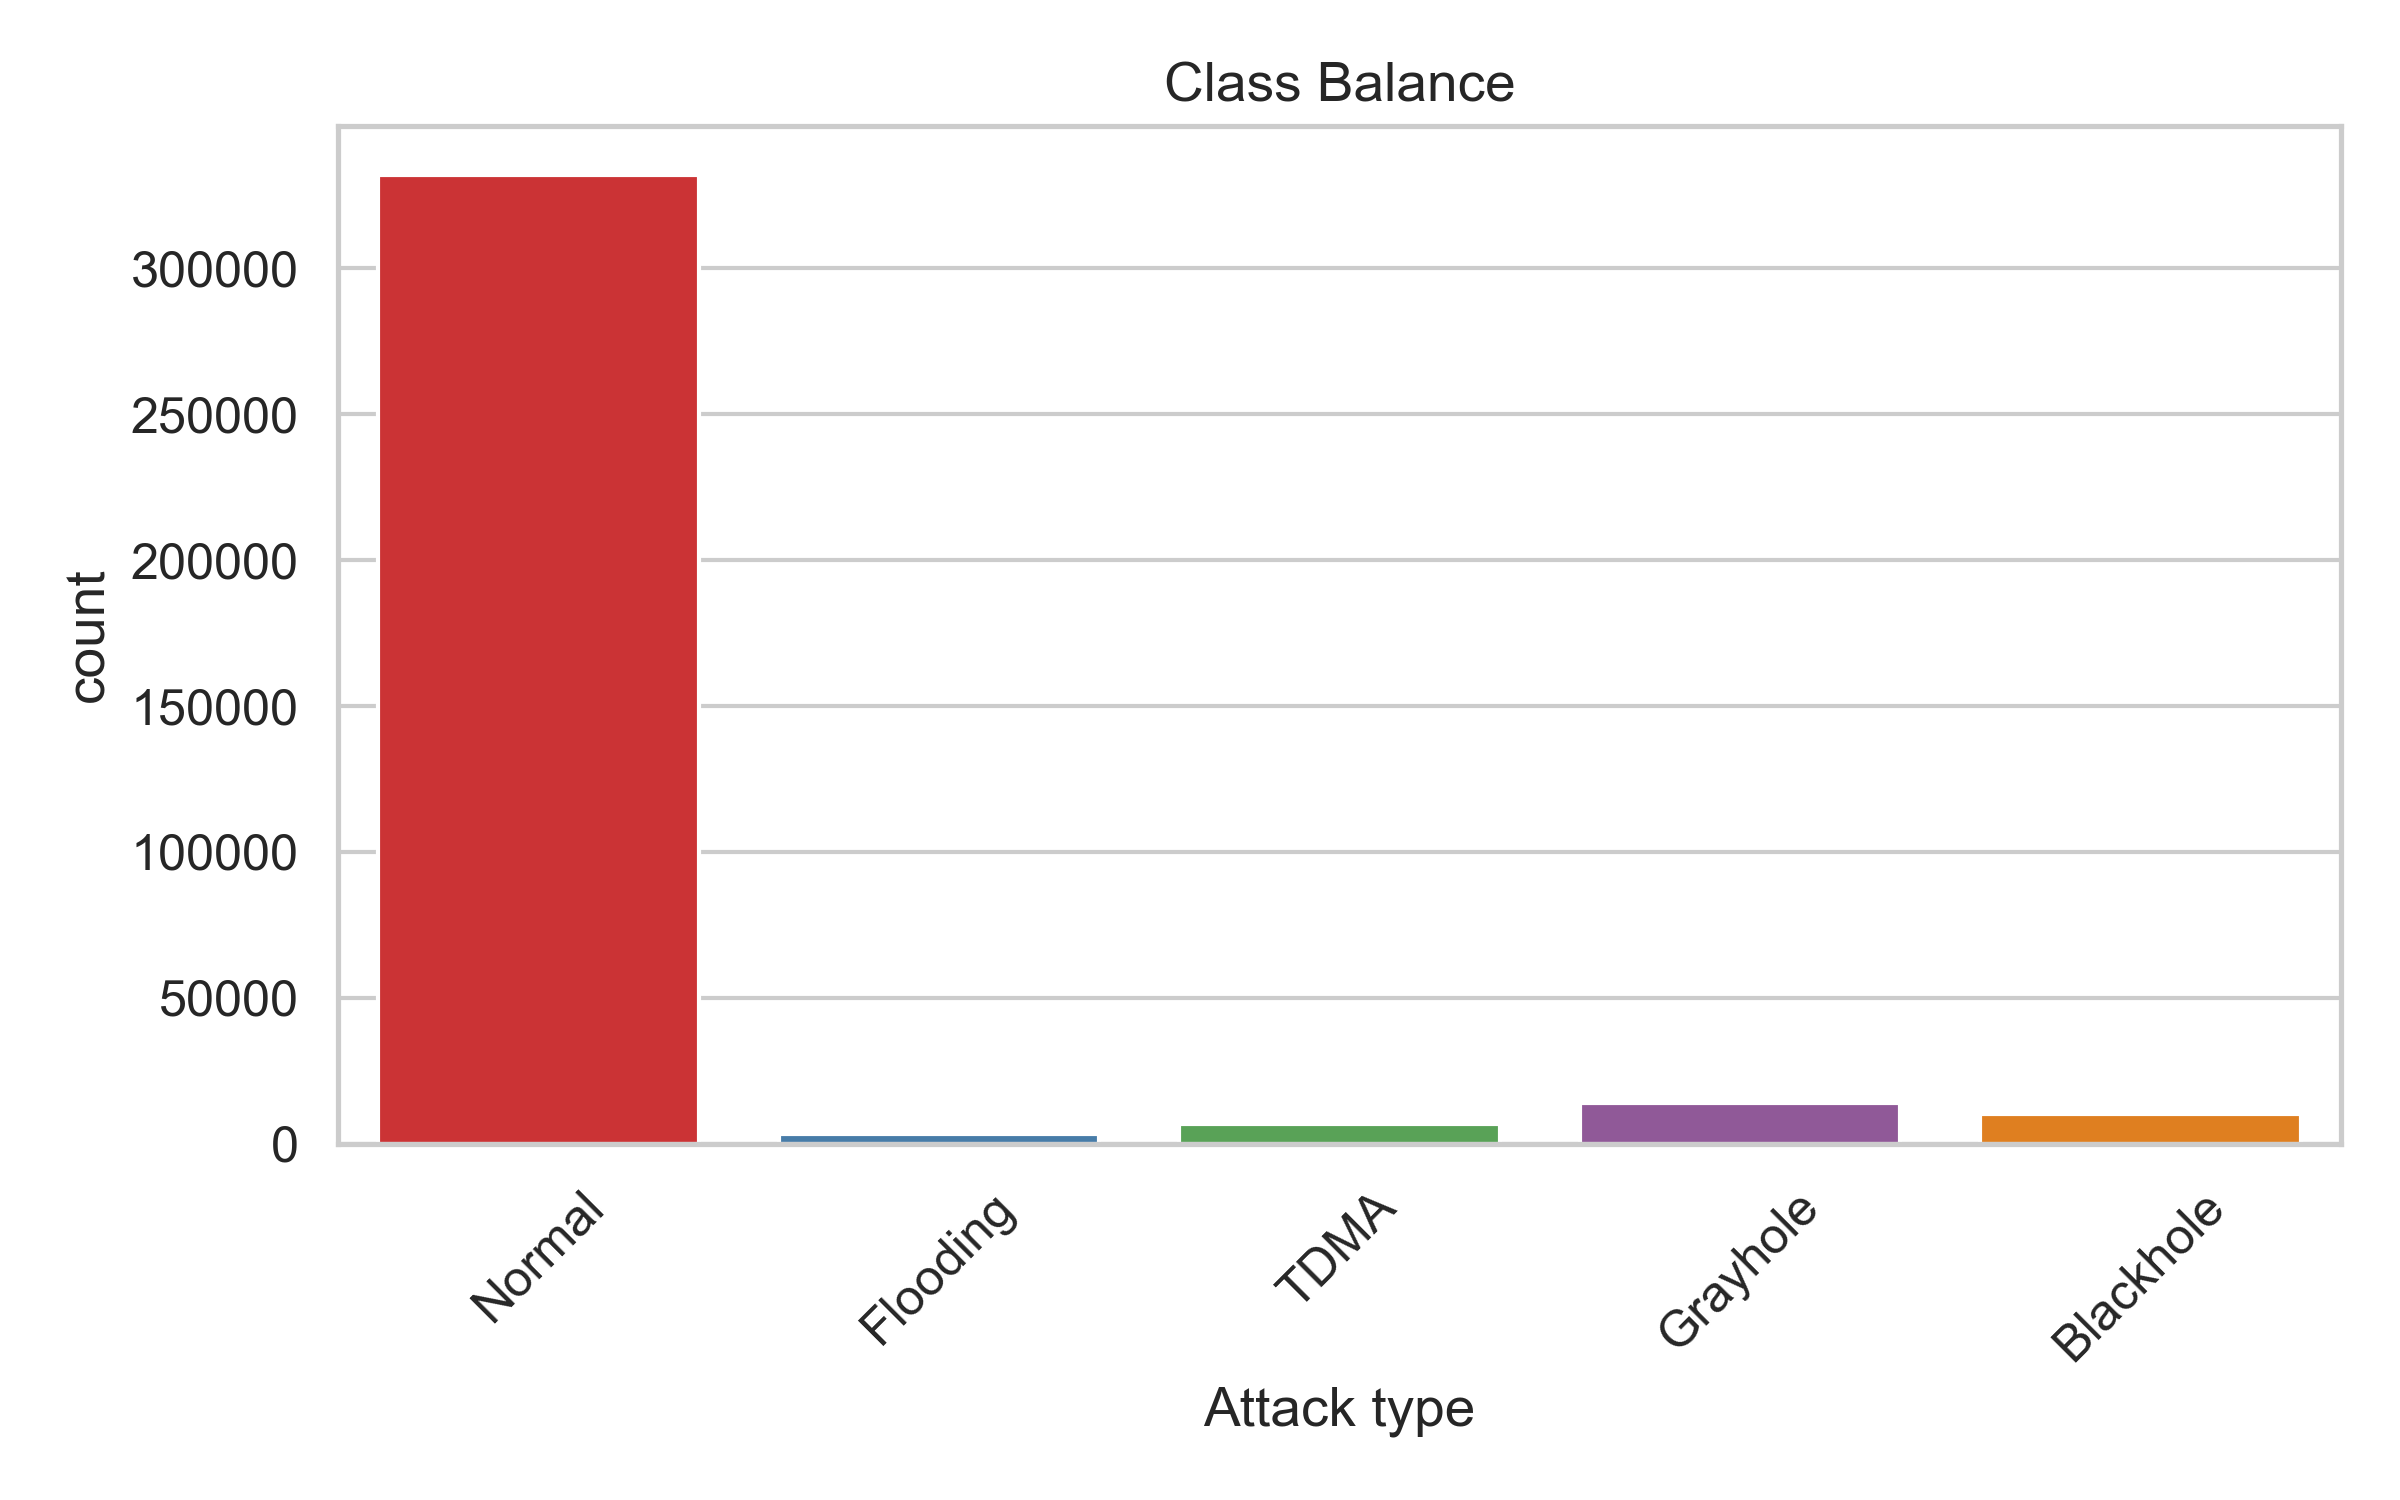 Class Balance
300000
250000
200000
150000
100000
50000
0
count
Normal
Flooding
TDMA
Grayhole
Blackhole
Attack type